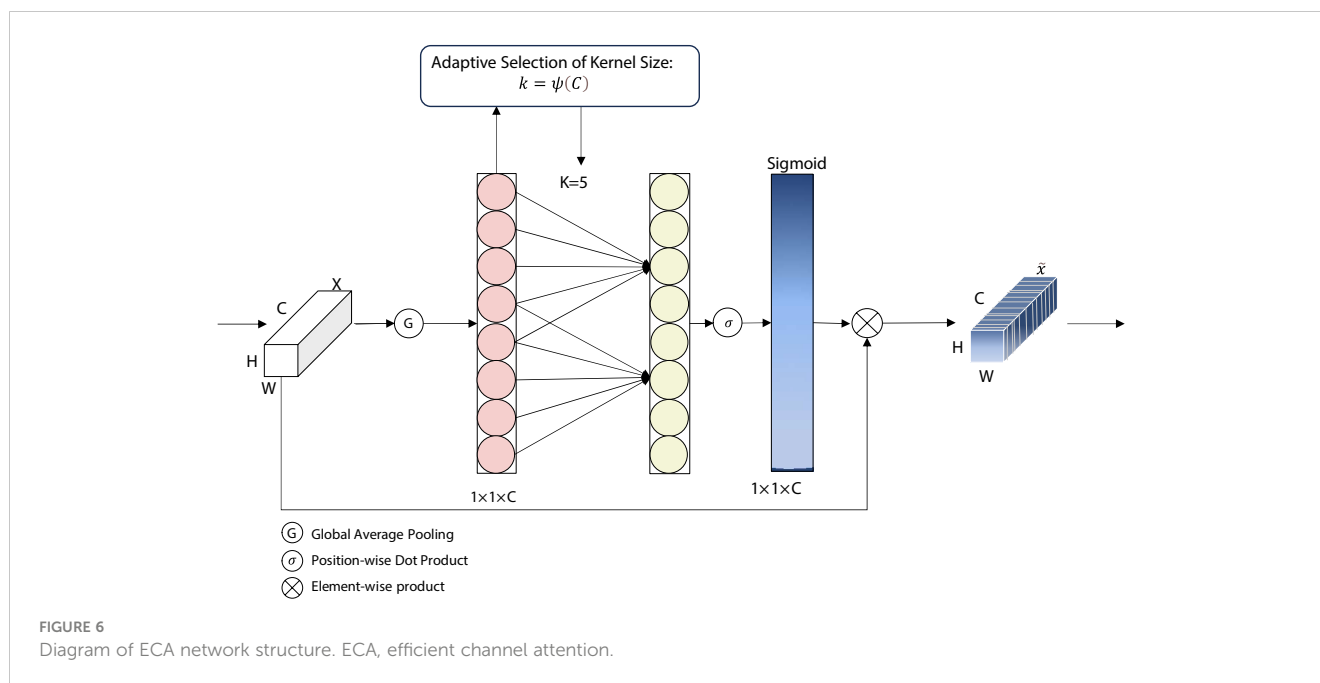 Adaptive Selection of Kernel Size:
k = ψ(C)
K=5
Sigmoid
X
C
H
W
G
σ
x̃
C
H
W
1×1×C
1×1×C
G Global Average Pooling
σ Position-wise Dot Product
⊗ Element-wise product
FIGURE 6
Diagram of ECA network structure. ECA, efficient channel attention.